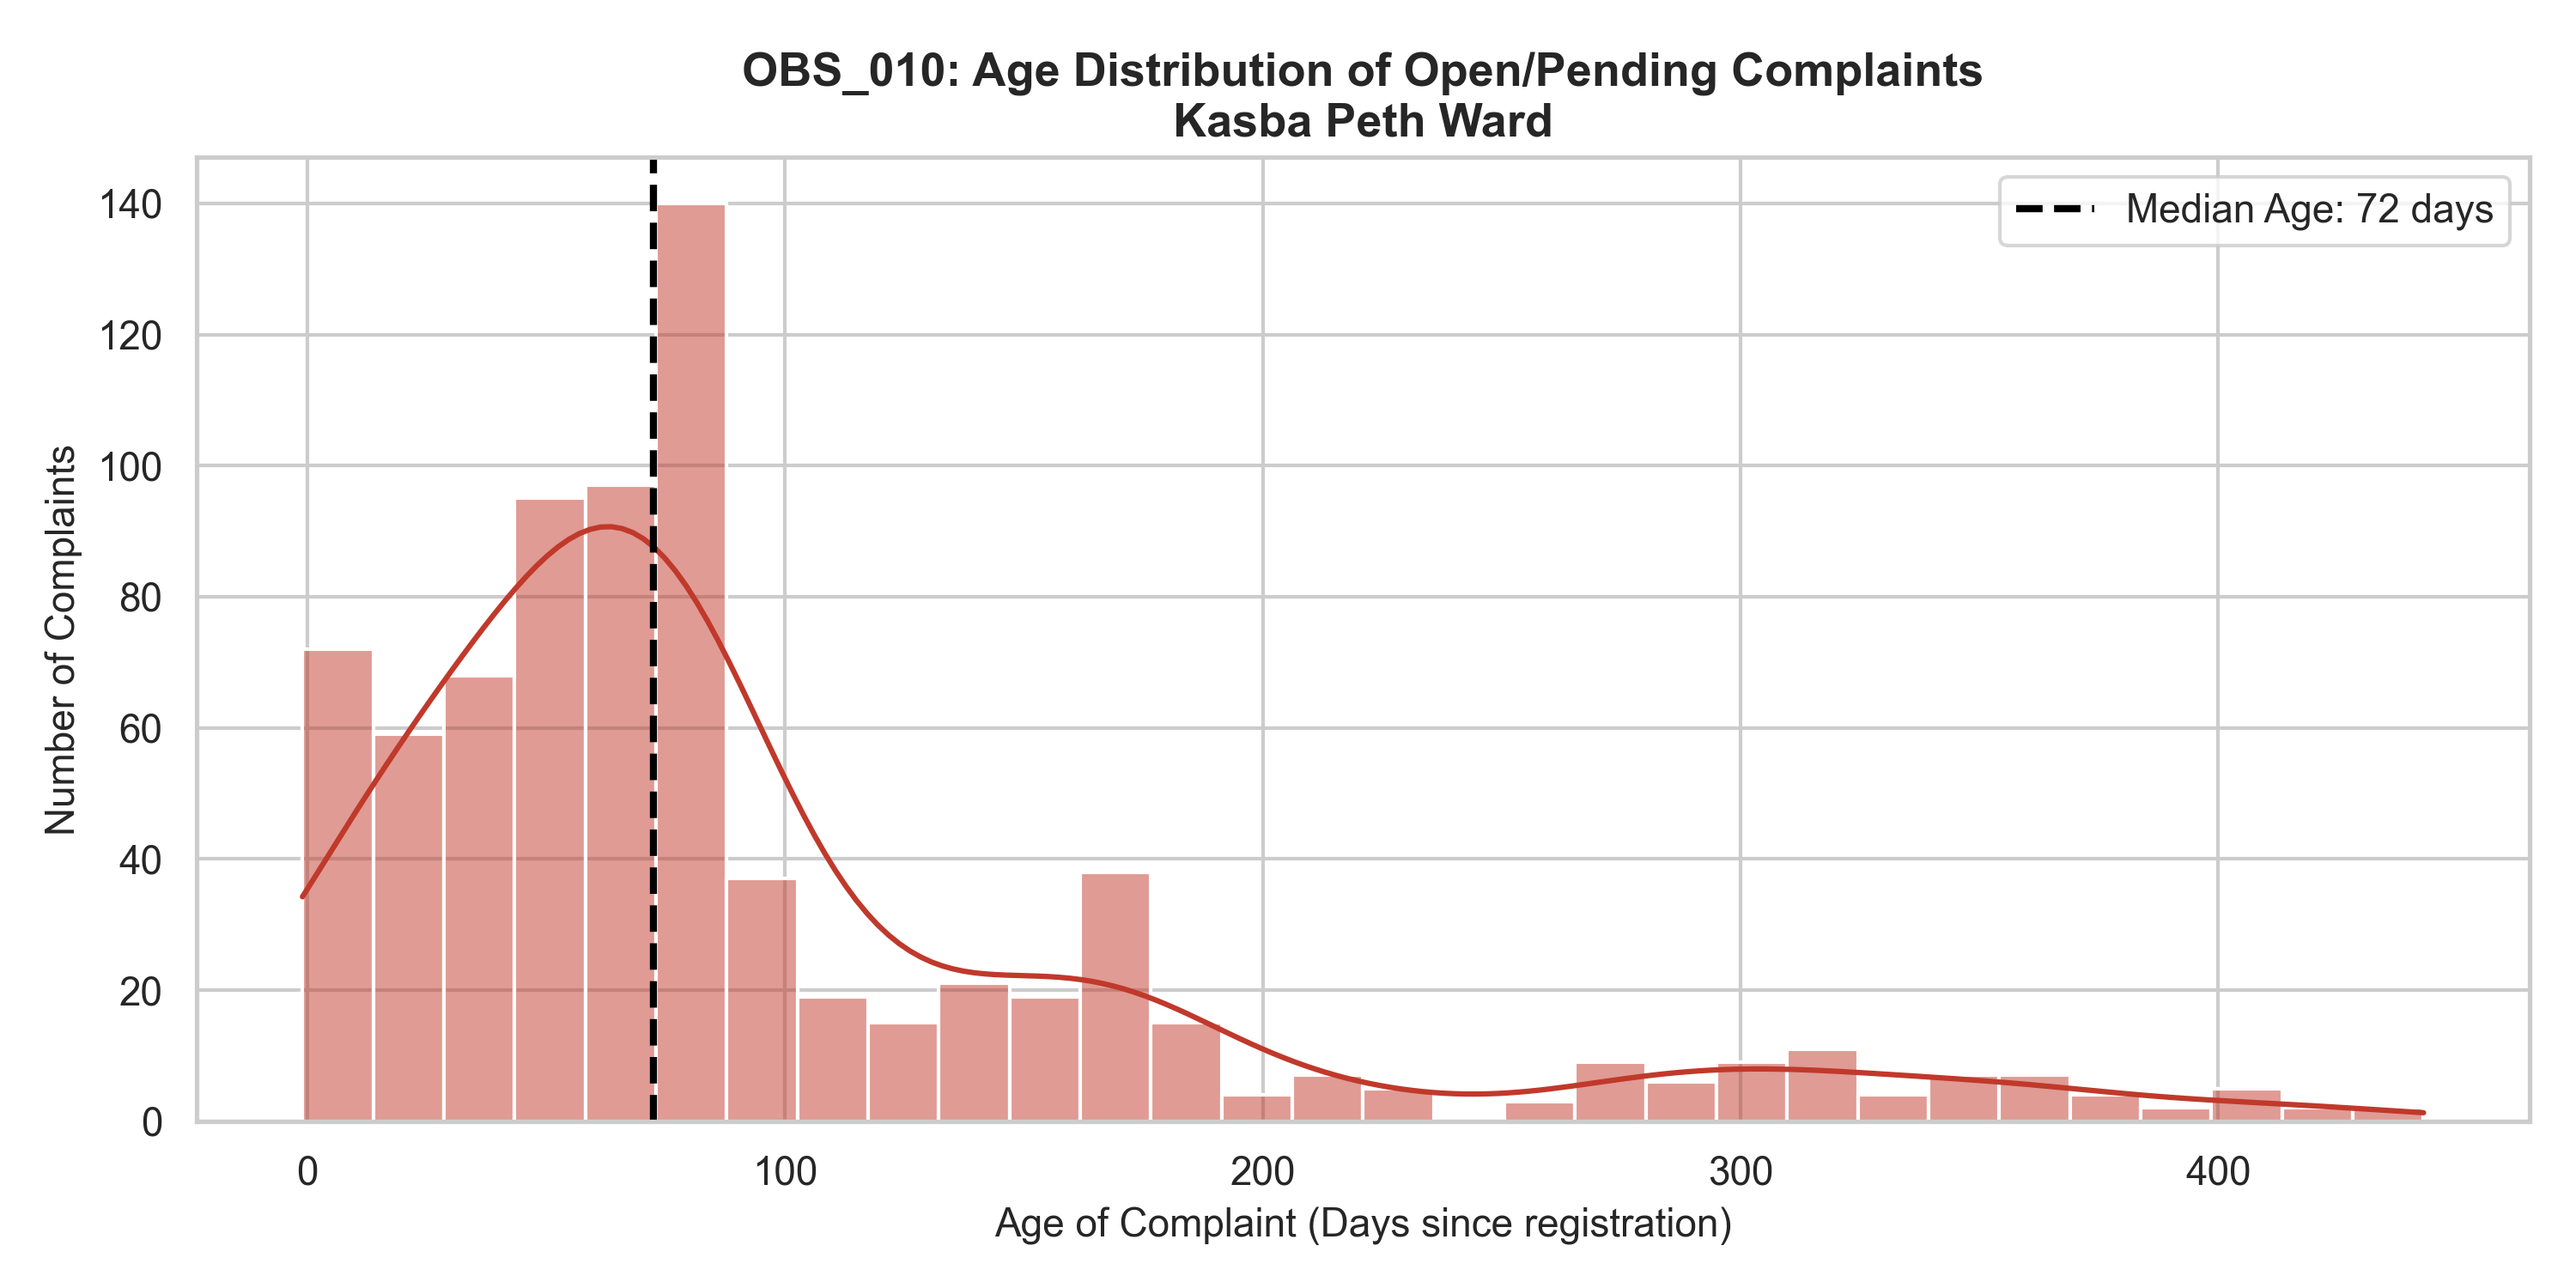 OBS_010: Age Distribution of Open/Pending Complaints
Kasba Peth Ward
Median Age: 72 days
Number of Complaints
140
120
100
80
60
40
20
0
0 100 200 300 400
Age of Complaint (Days since registration)